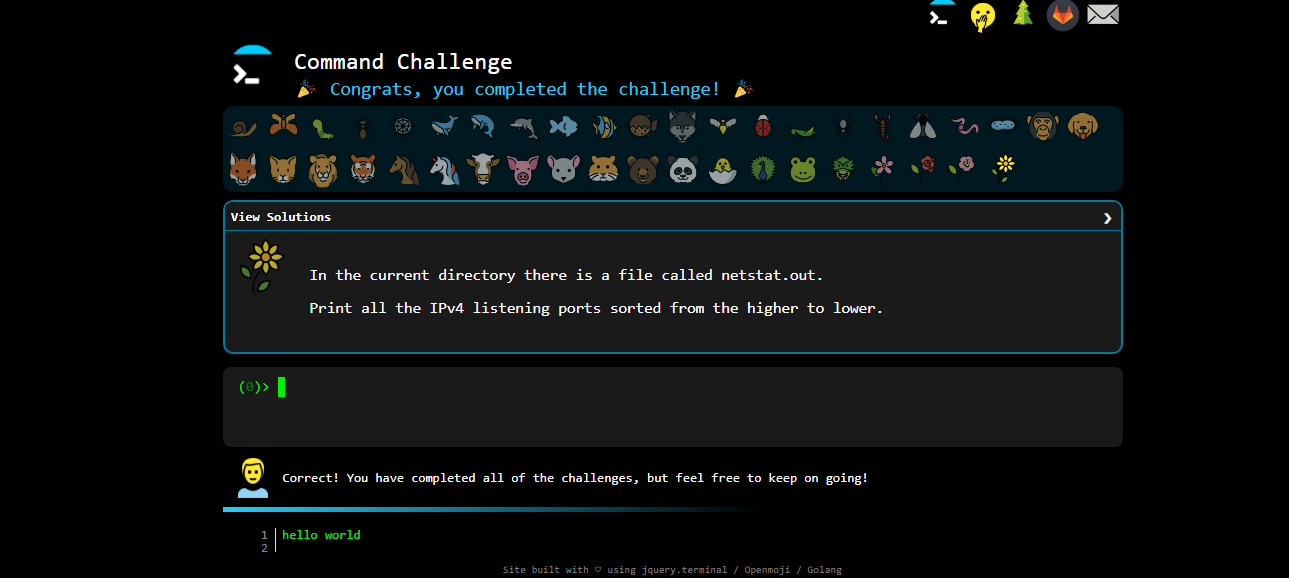 Command Challenge
🎉 Congrats, you completed the challenge! 🎉
View Solutions ❯
In the current directory there is a file called netstat.out.
Print all the IPv4 listening ports sorted from the higher to lower.
(0)>
Correct! You have completed all of the challenges, but feel free to keep on going!
1 hello world
2
Site built with ♡ using jquery.terminal / Openmoji / Golang